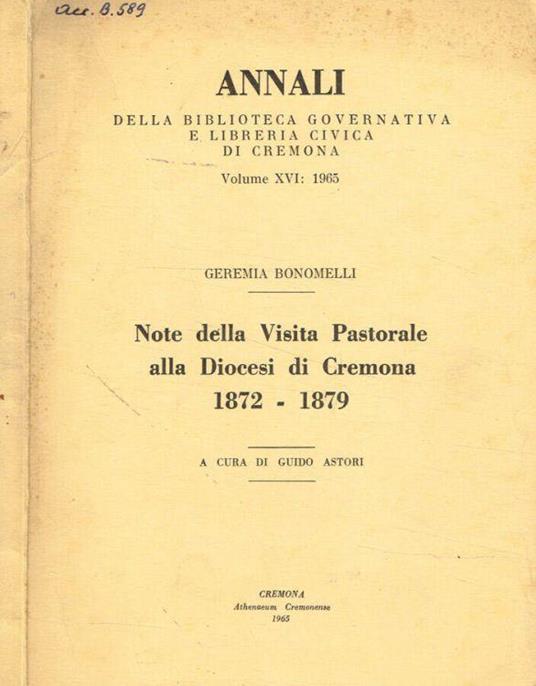 acc. B. 589
ANNALI
DELLA BIBLIOTECA GOVERNATIVA
E LIBRERIA CIVICA
DI CREMONA
Volume XVI: 1965
GEREMIA BONOMELLI
Note della Visita Pastorale
alla Diocesi di Cremona
1872 - 1879
A CURA DI GUIDO ASTORI
CREMONA
Athenaeum Cremonense
1965